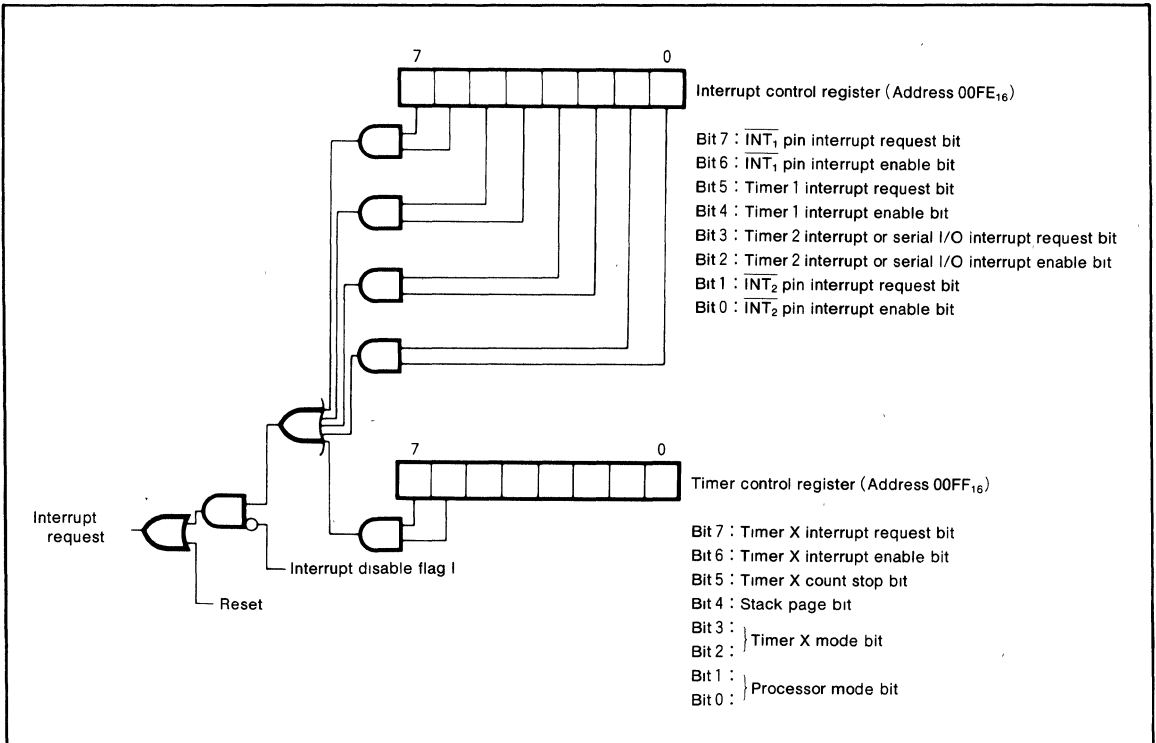 7 0
Interrupt control register (Address 00FE₁₆)
Bit 7 : I̅N̅T̅₁ pin interrupt request bit
Bit 6 : I̅N̅T̅₁ pin interrupt enable bit
Bit 5 : Timer 1 interrupt request bit
Bit 4 : Timer 1 interrupt enable bit
Bit 3 : Timer 2 interrupt or serial I/O interrupt request bit
Bit 2 : Timer 2 interrupt or serial I/O interrupt enable bit
Bit 1 : I̅N̅T̅₂ pin interrupt request bit
Bit 0 : I̅N̅T̅₂ pin interrupt enable bit
7 0
Timer control register (Address 00FF₁₆)
Interrupt
request
Interrupt disable flag I
Reset
Bit 7 : Timer X interrupt request bit
Bit 6 : Timer X interrupt enable bit
Bit 5 : Timer X count stop bit
Bit 4 : Stack page bit
Bit 3 :
Timer X mode bit
Bit 2 :
Bit 1 :
Processor mode bit
Bit 0 :